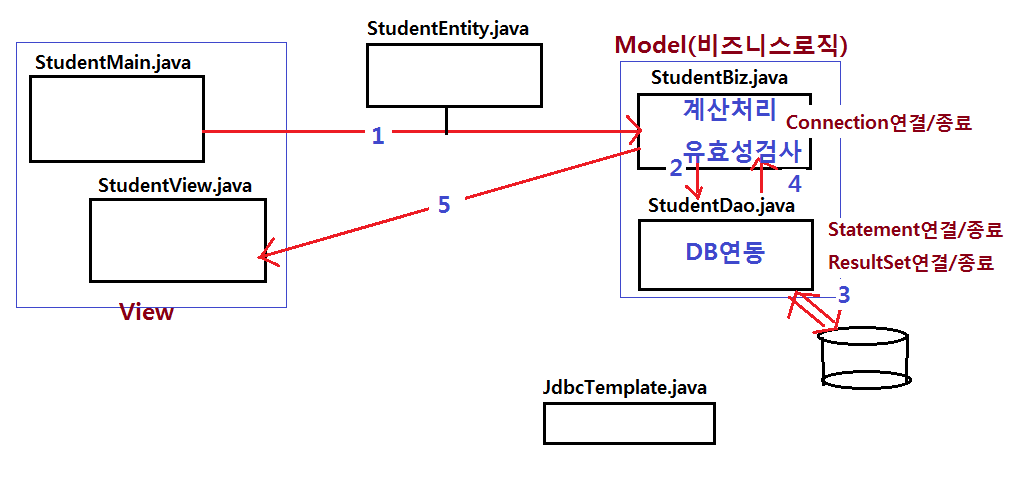 StudentEntity.java
Model(비즈니스로직)
StudentMain.java
StudentBiz.java
계산처리
Connection연결/종료
1
유효성검사
2
4
StudentView.java
5
StudentDao.java
Statement연결/종료
DB연동
ResultSet연결/종료
3
View
JdbcTemplate.java